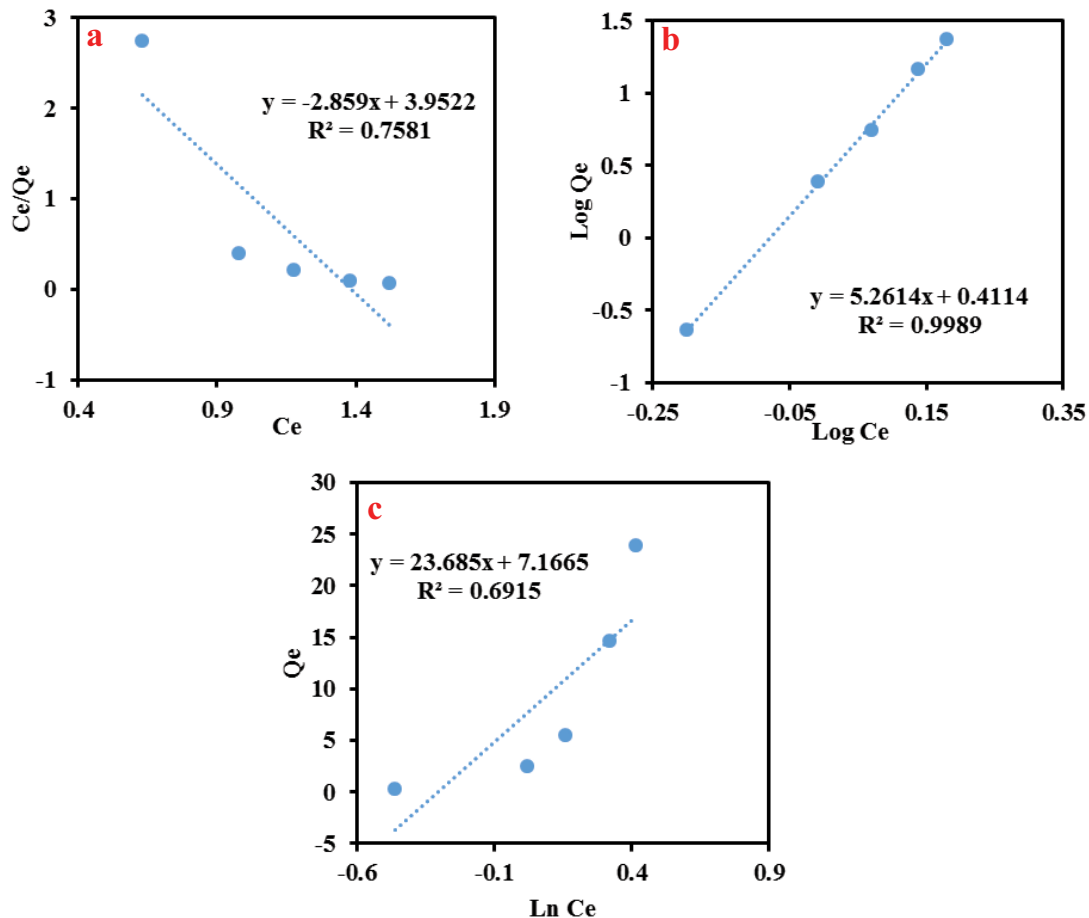 a
y = -2.859x + 3.9522
R² = 0.7581
Ce/Qe
3
2
1
0
-1
0.4 0.9 1.4 1.9
Ce
b
y = 5.2614x + 0.4114
R² = 0.9989
Log Qe
1.5
1
0.5
0
-0.5
-1
-0.25 -0.05 0.15 0.35
Log Ce
c
y = 23.685x + 7.1665
R² = 0.6915
Qe
30
25
20
15
10
5
0
-5
-0.6 -0.1 0.4 0.9
Ln Ce